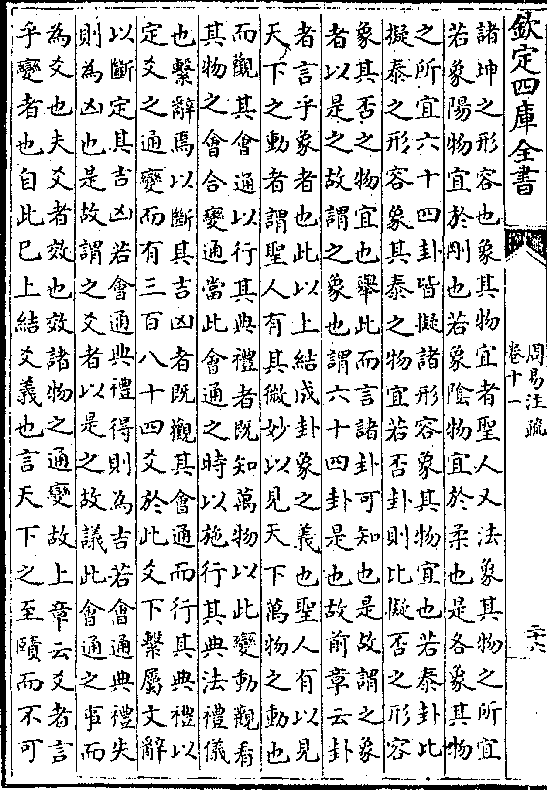 欽定四庫全書
周易注疏
卷十一
二十六
諸坤之形容也象其物宜者聖人又法象其物之所宜
若象陽物宜於剛也若象隂物宜於柔也是各象其物
之所宜六十四卦皆擬諸形容象其物宜也若泰卦比
擬泰之形容象其泰之物宜若否卦則比擬否之形容
象其否之物宜也舉此而言諸卦可知也是故謂之象
者以是之故謂之象也謂六十四卦是也故前章云卦
者言乎象者也此以上結成卦象之義也聖人有以見
天下之動者謂聖人有其微妙以見天下萬物之動也
而觀其會通以行其典禮者既知萬物以此變動觀看
其物之會合變通當此會通之時以施行其典法禮儀
也繫辭焉以斷其吉凶者既觀其會通而行其典禮以
定爻之通變而有三百八十四爻於此爻下繫屬文辭
以斷定其吉凶若會通典禮得則為吉若會通典禮失
則為凶也是故謂之爻者以是之故議此會通之事而
為爻也夫爻者效也效諸物之通變故上章云爻者言
乎變者也自此已上結爻義也言天下之至賾而不可